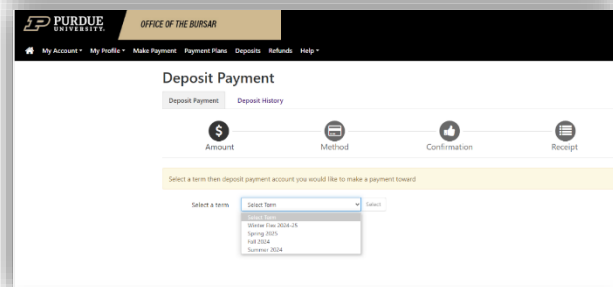 PURDUE UNIVERSITY.
OFFICE OF THE BURSAR
My Account My Profile Make Payment Payment Plans Deposits Refunds Help
Deposit Payment
Deposit Payment Deposit History
$
Amount Method Confirmation Receipt
Select a term then deposit payment account you would like to make a payment toward
Select a term Select Term Select
Select Term
Winter Flex 2024-25
Spring 2025
Fall 2024
Summer 2024